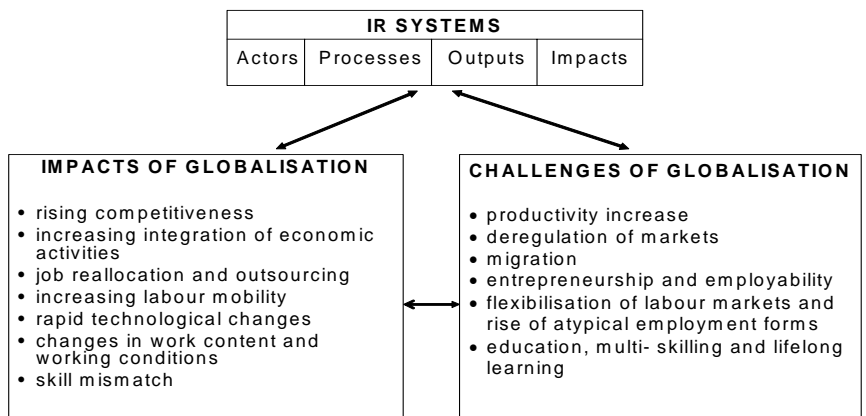 IR SYSTEMS
Actors Processes Outputs Impacts
IMPACTS OF GLOBALISATION
• rising competitiveness
• increasing integration of economic
activities
• job reallocation and outsourcing
• increasing labour mobility
• rapid technological changes
• changes in work content and
working conditions
• skill mismatch
CHALLENGES OF GLOBALISATION
• productivity increase
• deregulation of markets
• migration
• entrepreneurship and employability
• flexibilisation of labour markets and
rise of atypical employment forms
• education, multi- skilling and lifelong
learning